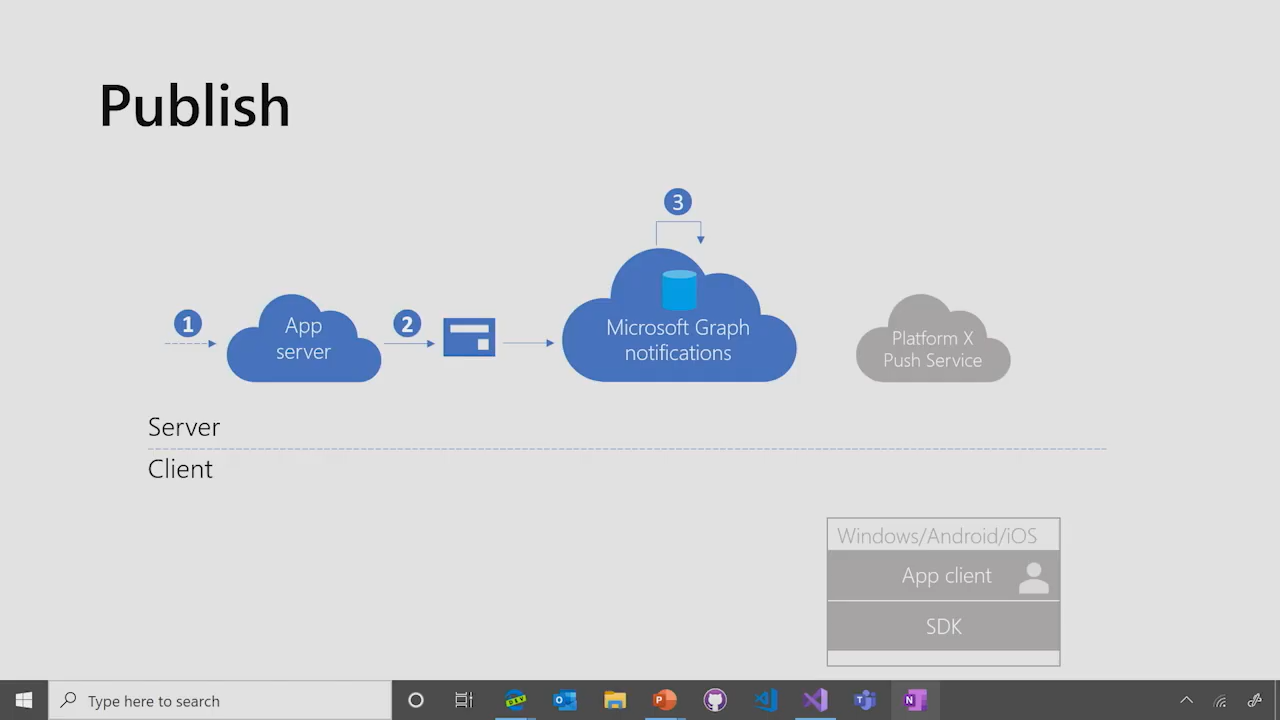 Publish
3
1
App
server
2
Microsoft Graph
notifications
Platform X
Push Service
Server
Client
Windows/Android/iOS
App client
SDK
Type here to search